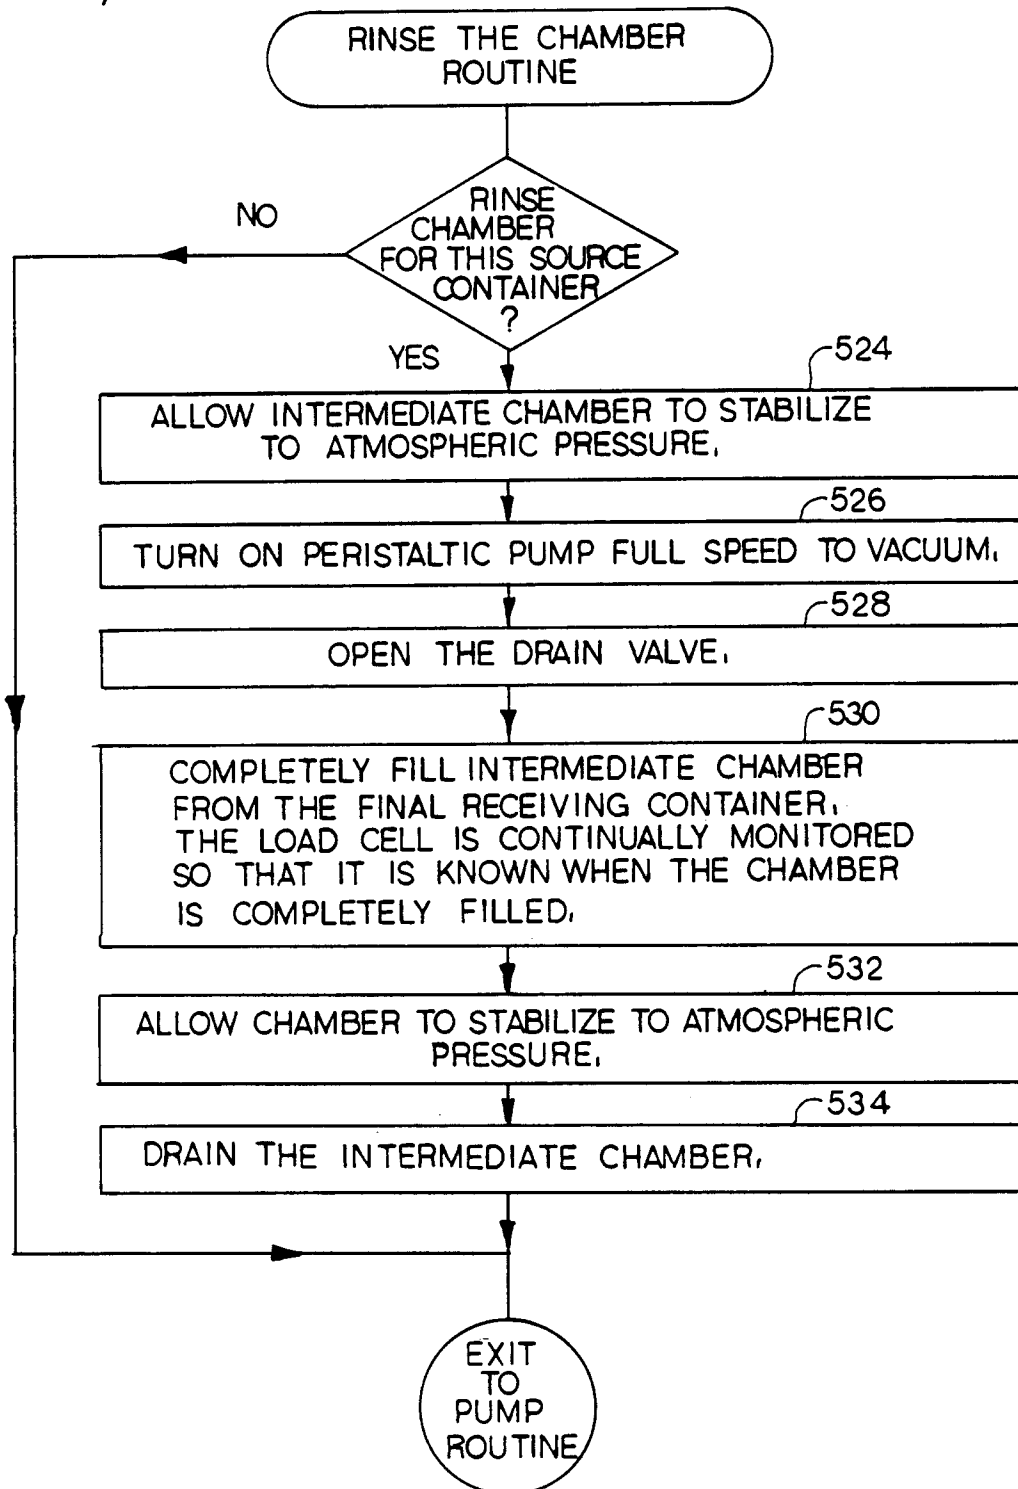 RINSE THE CHAMBER
ROUTINE
RINSE
CHAMBER
FOR THIS SOURCE
CONTAINER
?
NO
YES
524
ALLOW INTERMEDIATE CHAMBER TO STABILIZE
TO ATMOSPHERIC PRESSURE.
526
TURN ON PERISTALTIC PUMP FULL SPEED TO VACUUM.
528
OPEN THE DRAIN VALVE.
530
COMPLETELY FILL INTERMEDIATE CHAMBER
FROM THE FINAL RECEIVING CONTAINER.
THE LOAD CELL IS CONTINUALLY MONITORED
SO THAT IT IS KNOWN WHEN THE CHAMBER
IS COMPLETELY FILLED.
532
ALLOW CHAMBER TO STABILIZE TO ATMOSPHERIC
PRESSURE.
534
DRAIN THE INTERMEDIATE CHAMBER.
EXIT
TO
PUMP
ROUTINE